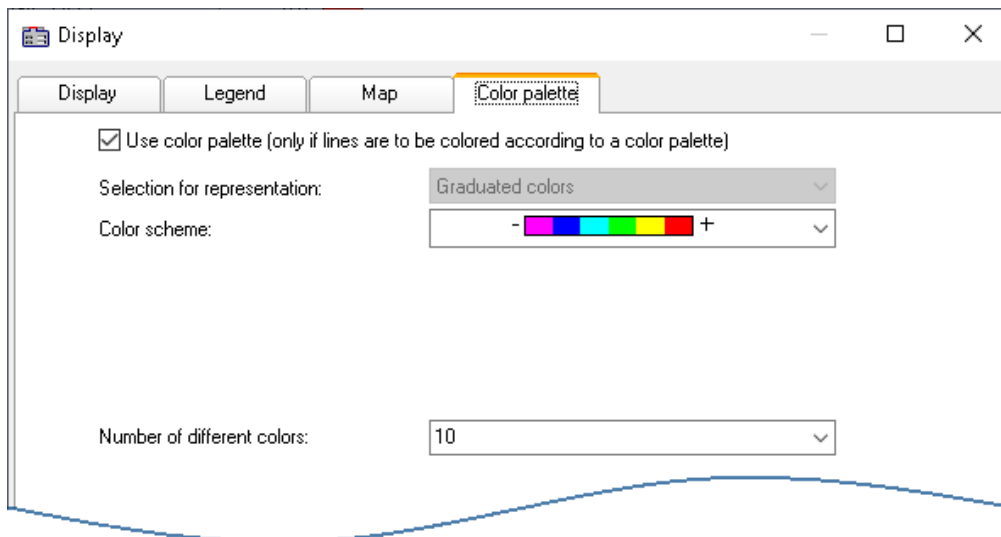 Display
Display Legend Map Color palette
Use color palette (only if lines are to be colored according to a color palette)
Selection for representation: Graduated colors
Color scheme: - +
Number of different colors: 10